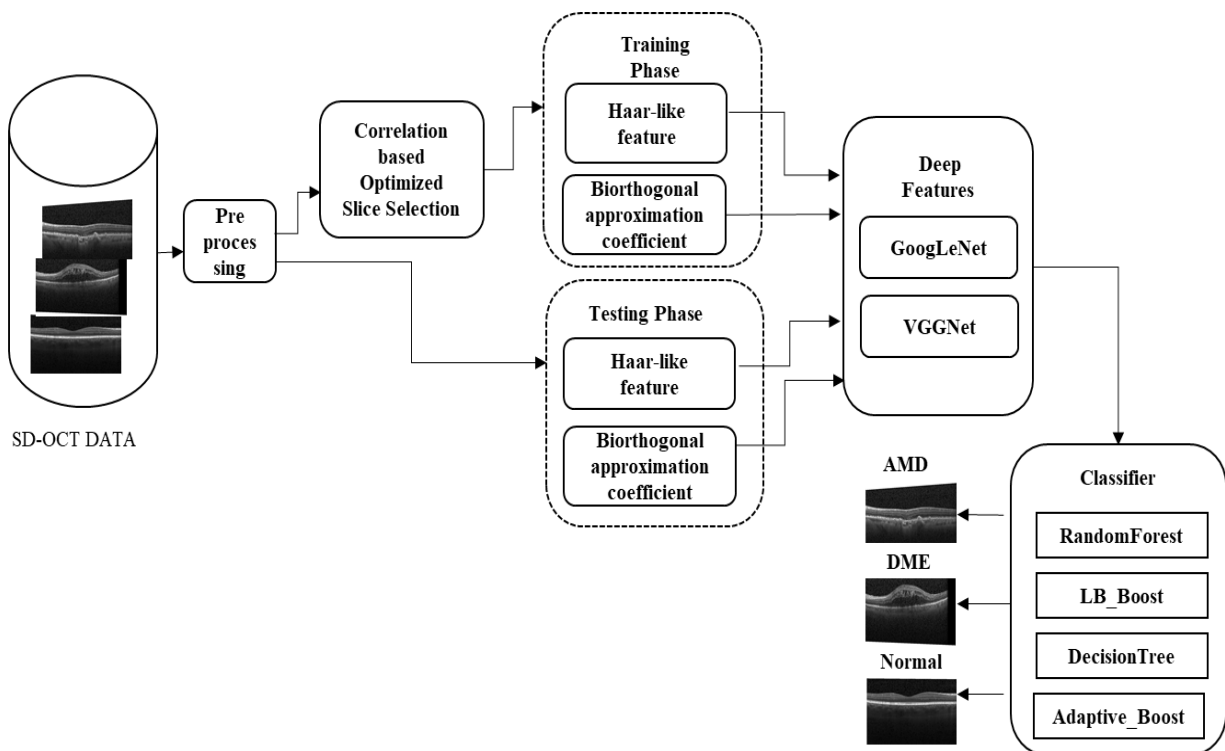 SD-OCT DATA
Pre
proces
sing
Correlation
based
Optimized
Slice Selection
Training
Phase
Haar-like
feature
Biorthogonal
approximation
coefficient
Testing Phase
Haar-like
feature
Biorthogonal
approximation
coefficient
Deep
Features
GoogLeNet
VGGNet
Classifier
RandomForest
LB_Boost
DecisionTree
Adaptive_Boost
AMD
DME
Normal